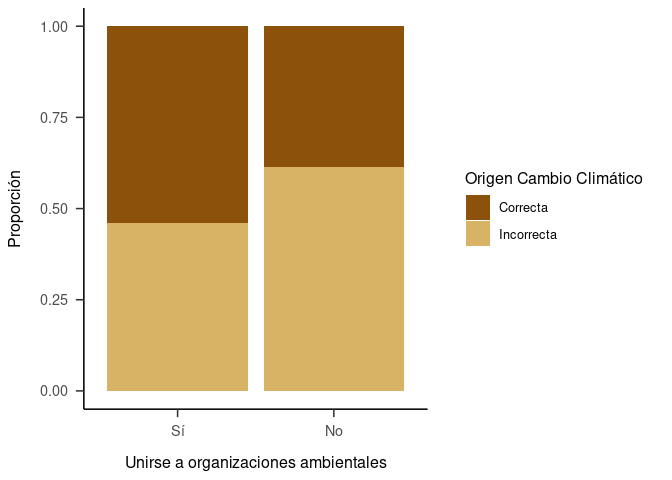 1.00
0.75
0.50
0.25
0.00
Proporción
Sí
No
Unirse a organizaciones ambientales
Origen Cambio Climático
Correcta
Incorrecta